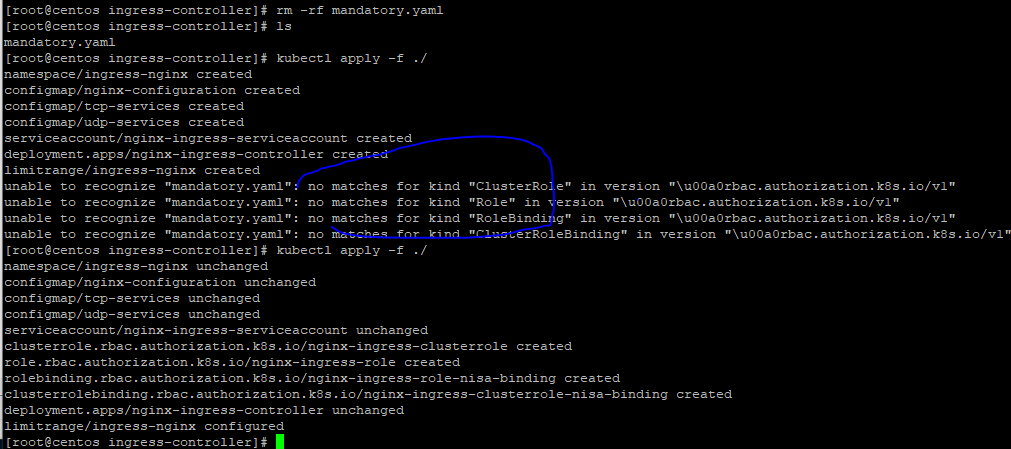 [root@centos ingress-controller]# rm -rf mandatory.yaml
[root@centos ingress-controller]# ls
mandatory.yaml
[root@centos ingress-controller]# kubectl apply -f ./
namespace/ingress-nginx created
configmap/nginx-configuration created
configmap/tcp-services created
configmap/udp-services created
serviceaccount/nginx-ingress-serviceaccount created
deployment.apps/nginx-ingress-controller created
limitrange/ingress-nginx created
unable to recognize "mandatory.yaml": no matches for kind "ClusterRole" in version "\u00a0rbac.authorization.k8s.io/v1"
unable to recognize "mandatory.yaml": no matches for kind "Role" in version "\u00a0rbac.authorization.k8s.io/v1"
unable to recognize "mandatory.yaml": no matches for kind "RoleBinding" in version "\u00a0rbac.authorization.k8s.io/v1"
unable to recognize "mandatory.yaml": no matches for kind "ClusterRoleBinding" in version "\u00a0rbac.authorization.k8s.io/v1"
[root@centos ingress-controller]# kubectl apply -f ./
namespace/ingress-nginx unchanged
configmap/nginx-configuration unchanged
configmap/tcp-services unchanged
configmap/udp-services unchanged
serviceaccount/nginx-ingress-serviceaccount unchanged
clusterrole.rbac.authorization.k8s.io/nginx-ingress-clusterrole created
role.rbac.authorization.k8s.io/nginx-ingress-role created
rolebinding.rbac.authorization.k8s.io/nginx-ingress-role-nisa-binding created
clusterrolebinding.rbac.authorization.k8s.io/nginx-ingress-clusterrole-nisa-binding created
deployment.apps/nginx-ingress-controller unchanged
limitrange/ingress-nginx configured
[root@centos ingress-controller]#